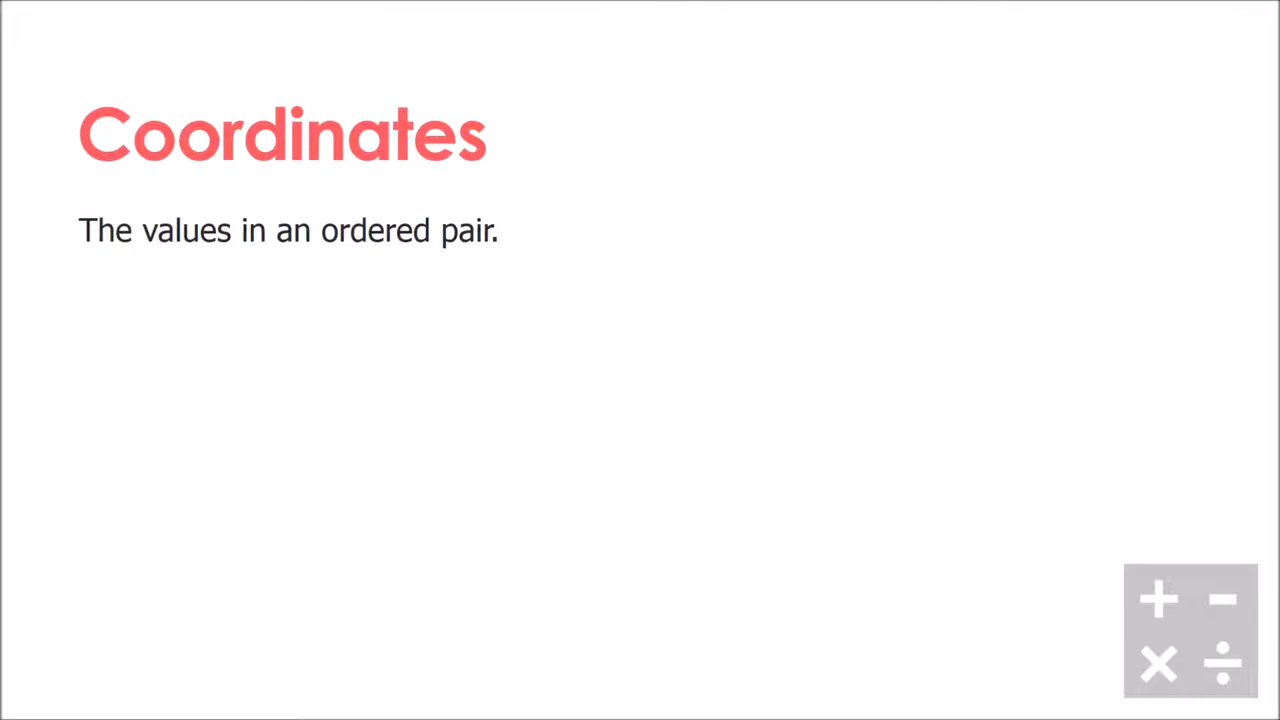 Coordinates
The values in an ordered pair.
+ -
× ÷